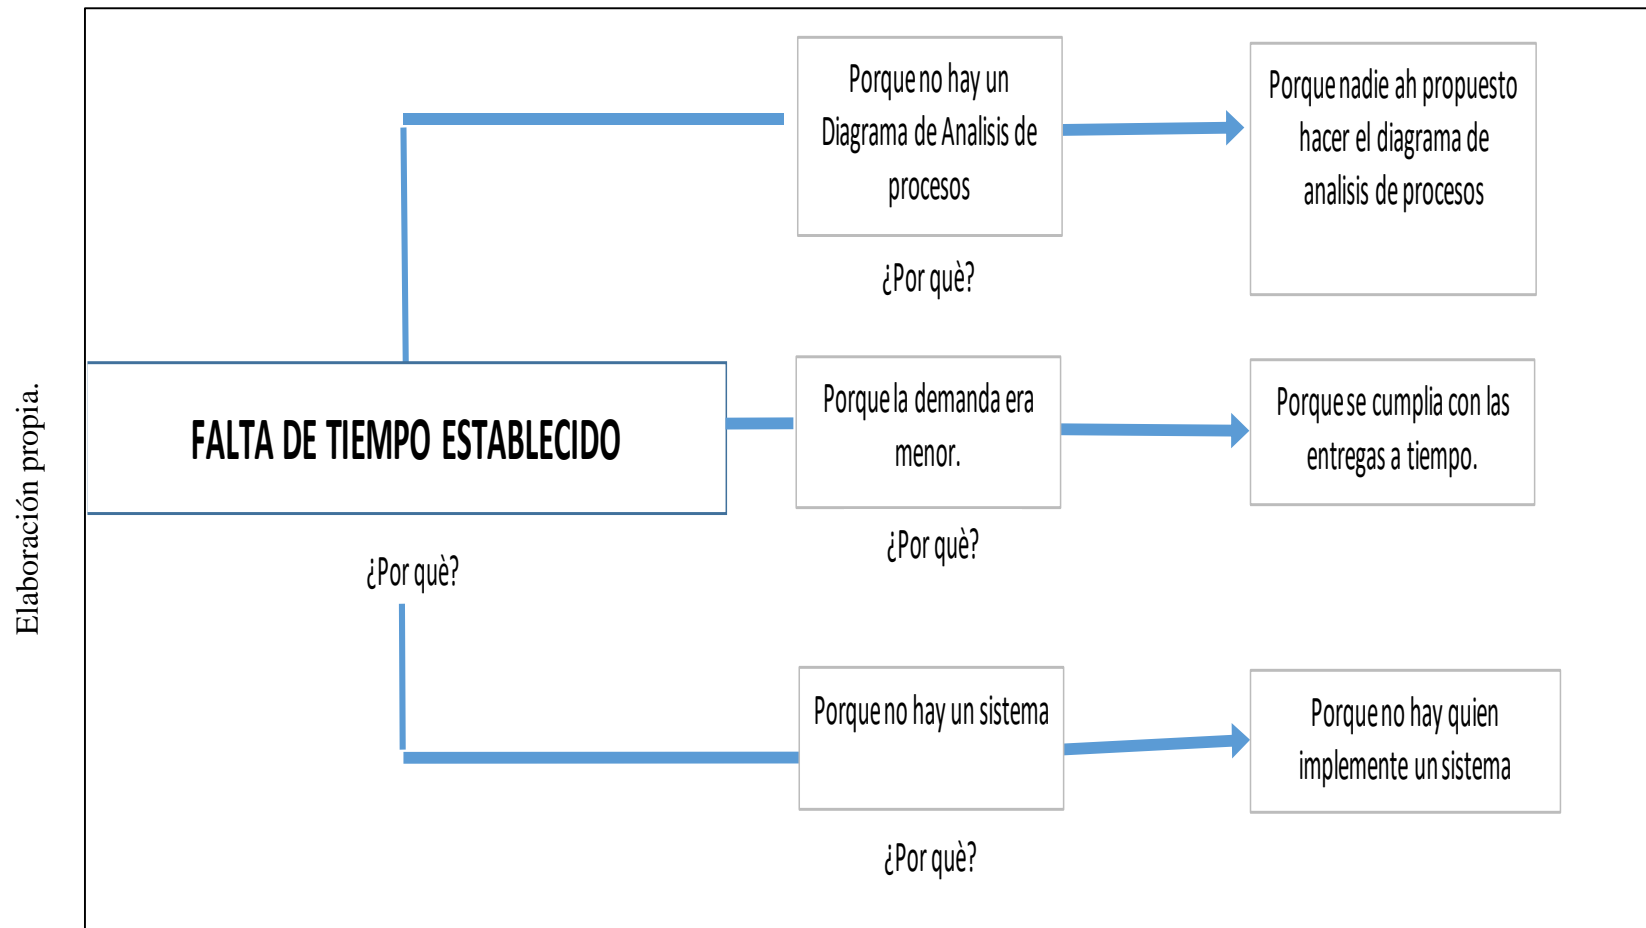 Porque no hay un
Diagrama de Analisis de
procesos
¿Por què?
Porque nadie ah propuesto
hacer el diagrama de
analisis de procesos
FALTA DE TIEMPO ESTABLECIDO
¿Por què?
Porque la demanda era
menor.
¿Por què?
Porque se cumplia con las
entregas a tiempo.
Porque no hay un sistema
¿Por què?
Porque no hay quien
implemente un sistema
Elaboración propia.